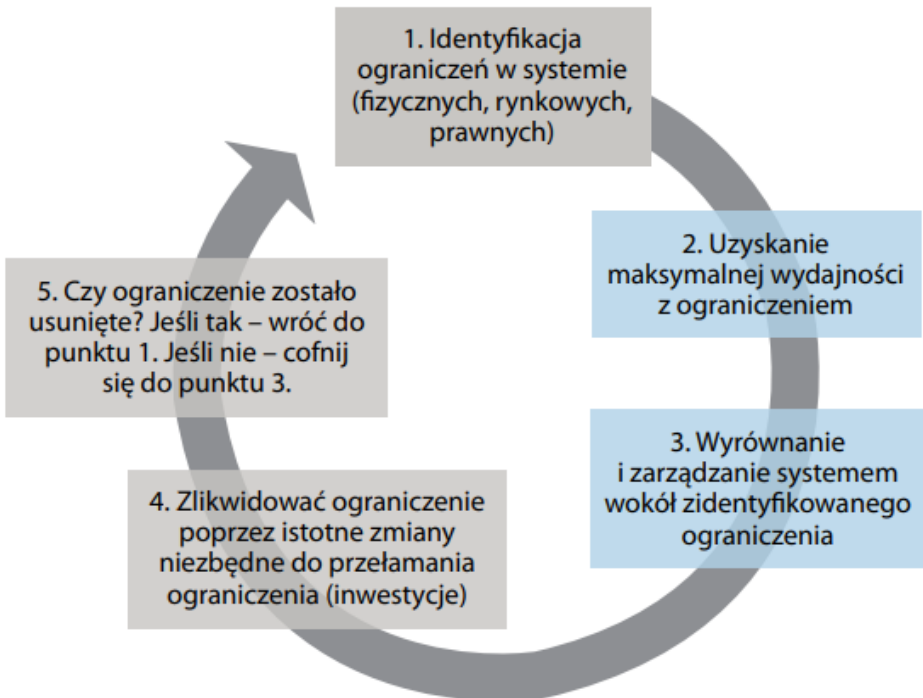 1. Identyfikacja
ograniczeń w systemie
(fizycznych, rynkowych,
prawnych)
2. Uzyskanie
maksymalnej wydajności
z ograniczeniem
3. Wyrównanie
i zarządzanie systemem
wokół zidentyfikowanego
ograniczenia
4. Zlikwidować ograniczenie
poprzez istotne zmiany
niezbędne do przełamania
ograniczenia (inwestycje)
5. Czy ograniczenie zostało
usunięte? Jeśli tak – wróć do
punktu 1. Jeśli nie – cofnij
się do punktu 3.